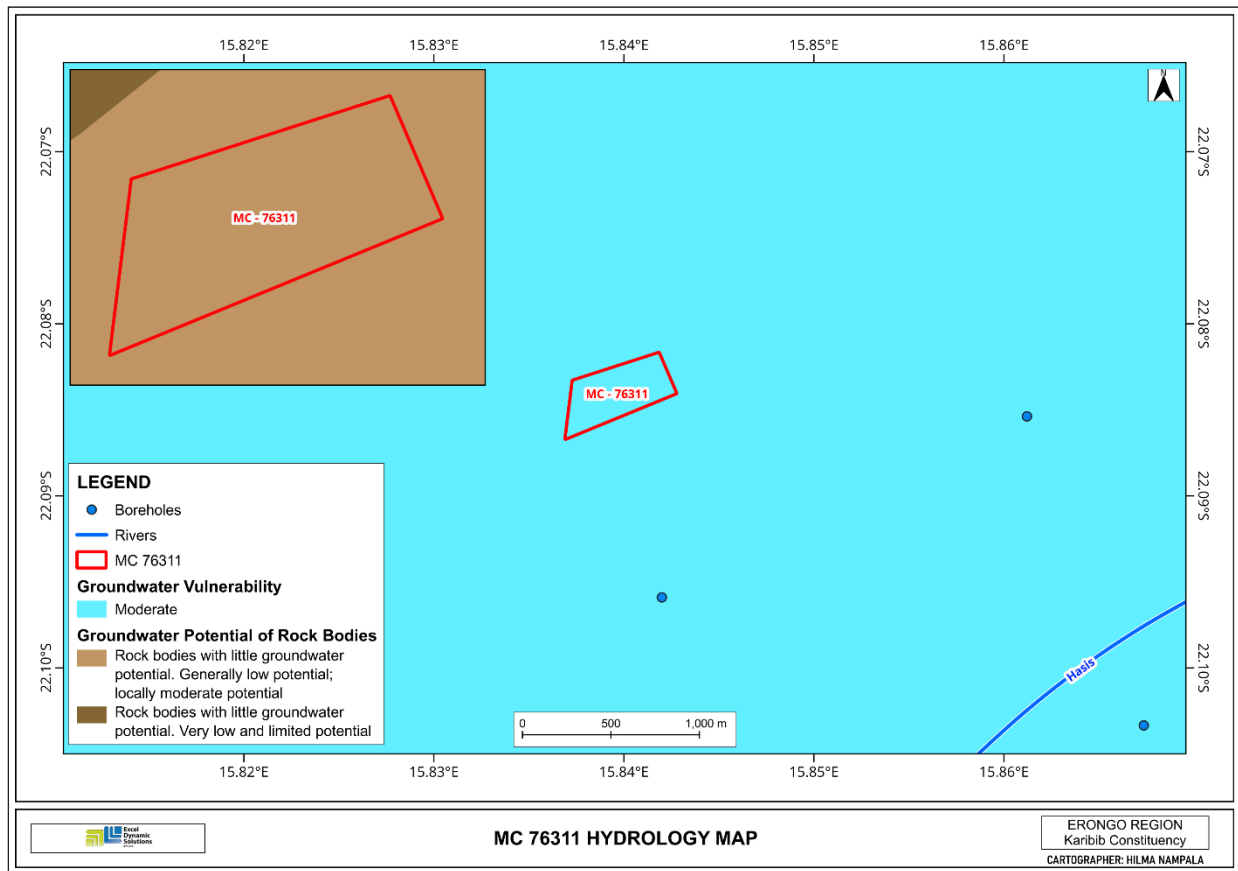 15.82°E 15.83°E 15.84°E 15.85°E 15.86°E
N
22.07°S 22.07°S
MC - 76311
22.08°S 22.08°S
MC - 76311
LEGEND
Boreholes
Rivers
MC 76311
Groundwater Vulnerability
Moderate
Groundwater Potential of Rock Bodies
Rock bodies with little groundwater
potential. Generally low potential;
locally moderate potential
Rock bodies with little groundwater
potential. Very low and limited potential
22.09°S 22.09°S
22.10°S 22.10°S
Hasis
0 500 1,000 m
15.82°E 15.83°E 15.84°E 15.85°E 15.86°E
Excel
Dynamic
Solutions
MC 76311 HYDROLOGY MAP
ERONGO REGION
Karibib Constituency
CARTOGRAPHER: HILMA NAMPALA